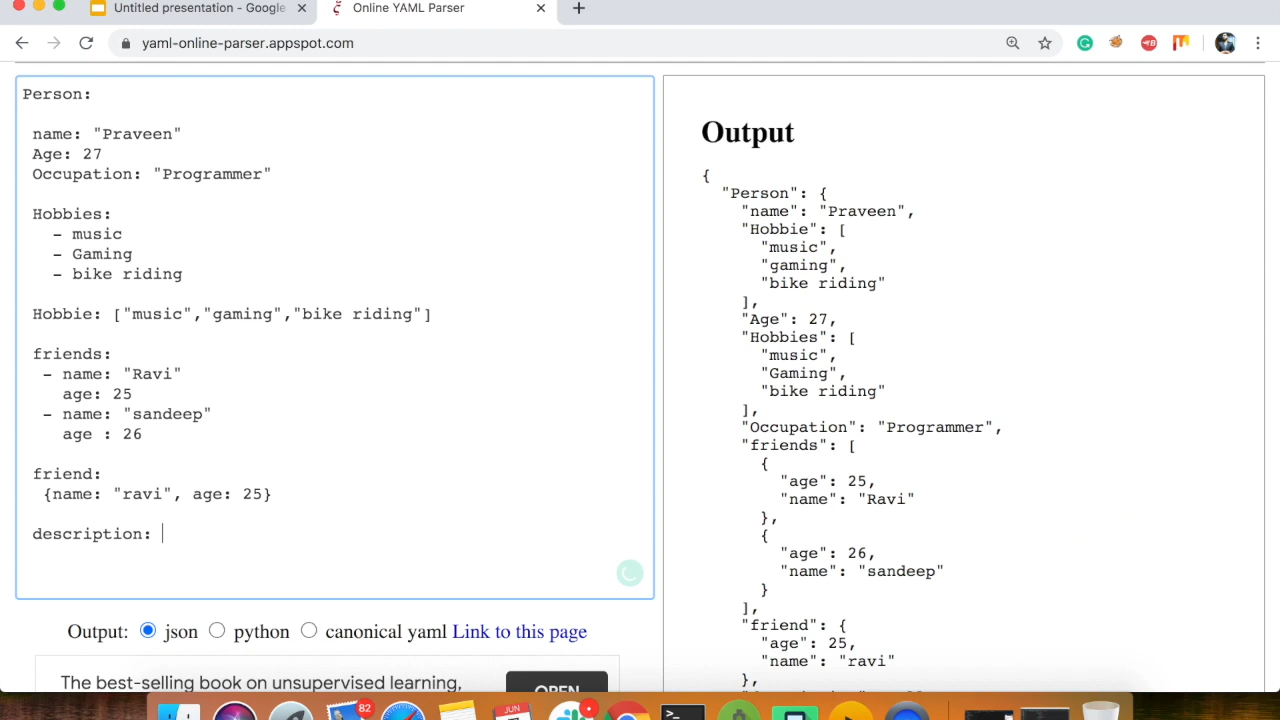 Untitled presentation - Google
Online YAML Parser
yaml-online-parser.appspot.com
Person:
name: "Praveen"
Age: 27
Occupation: "Programmer"
Hobbies:
- music
- Gaming
- bike riding
Hobbie: ["music","gaming","bike riding"]
friends:
- name: "Ravi"
age: 25
- name: "sandeep"
age : 26
friend:
{name: "ravi", age: 25}
description:
Output: json python canonical yaml Link to this page
The best-selling book on unsupervised learning,
OPEN
Output
{
"Person": {
"name": "Praveen",
"Hobbie": [
"music",
"gaming",
"bike riding"
],
"Age": 27,
"Hobbies": [
"music",
"Gaming",
"bike riding"
],
"Occupation": "Programmer",
"friends": [
{
"age": 25,
"name": "Ravi"
},
{
"age": 26,
"name": "sandeep"
}
],
"friend": {
"age": 25,
"name": "ravi"
},
82
JUN